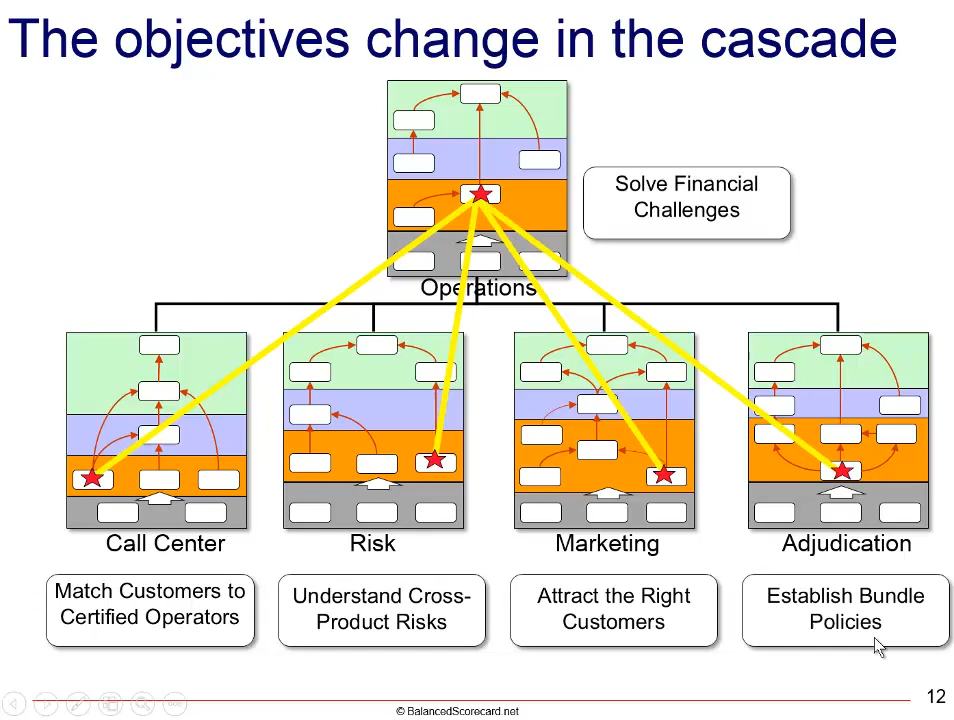 The objectives change in the cascade
Solve Financial
Challenges
Operations
Call Center
Risk
Marketing
Adjudication
Match Customers to
Certified Operators
Understand Cross-
Product Risks
Attract the Right
Customers
Establish Bundle
Policies
12
© BalancedScorecard.net